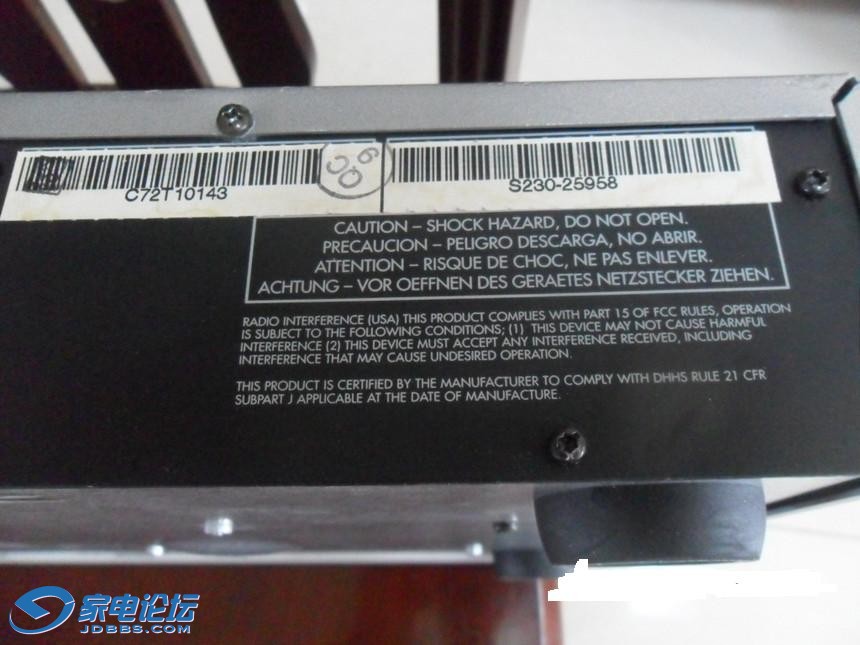 C72T10143
QC 6
S230-25958
CAUTION – SHOCK HAZARD, DO NOT OPEN.
PRECAUCION – PELIGRO DESCARGA, NO ABRIR.
ATTENTION – RISQUE DE CHOC, NE PAS ENLEVER.
ACHTUNG – VOR OEFFNEN DES GERAETES NETZSTECKER ZIEHEN.
RADIO INTERFERENCE (USA) THIS PRODUCT COMPLIES WITH PART 15 OF FCC RULES, OPERATION
IS SUBJECT TO THE FOLLOWING CONDITIONS; (1) THIS DEVICE MAY NOT CAUSE HARMFUL
INTERFERENCE (2) THIS DEVICE MUST ACCEPT ANY INTERFERENCE RECEIVED, INCLUDING
INTERFERENCE THAT MAY CAUSE UNDESIRED OPERATION.
THIS PRODUCT IS CERTIFIED BY THE MANUFACTURER TO COMPLY WITH DHHS RULE 21 CFR
SUBPART J APPLICABLE AT THE DATE OF MANUFACTURE.
家电论坛
JDBBS.COM